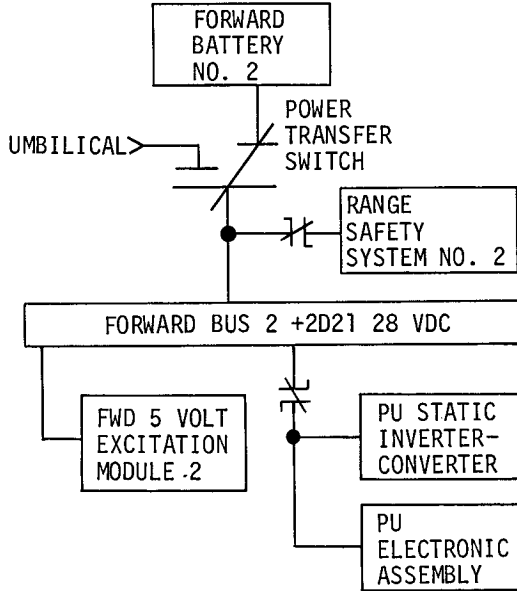 FORWARD
BATTERY
NO. 2
POWER
TRANSFER
SWITCH
UMBILICAL
RANGE
SAFETY
SYSTEM NO. 2
FORWARD BUS 2 +2D21 28 VDC
FWD 5 VOLT
EXCITATION
MODULE 2
PU STATIC
INVERTER-
CONVERTER
PU
ELECTRONIC
ASSEMBLY